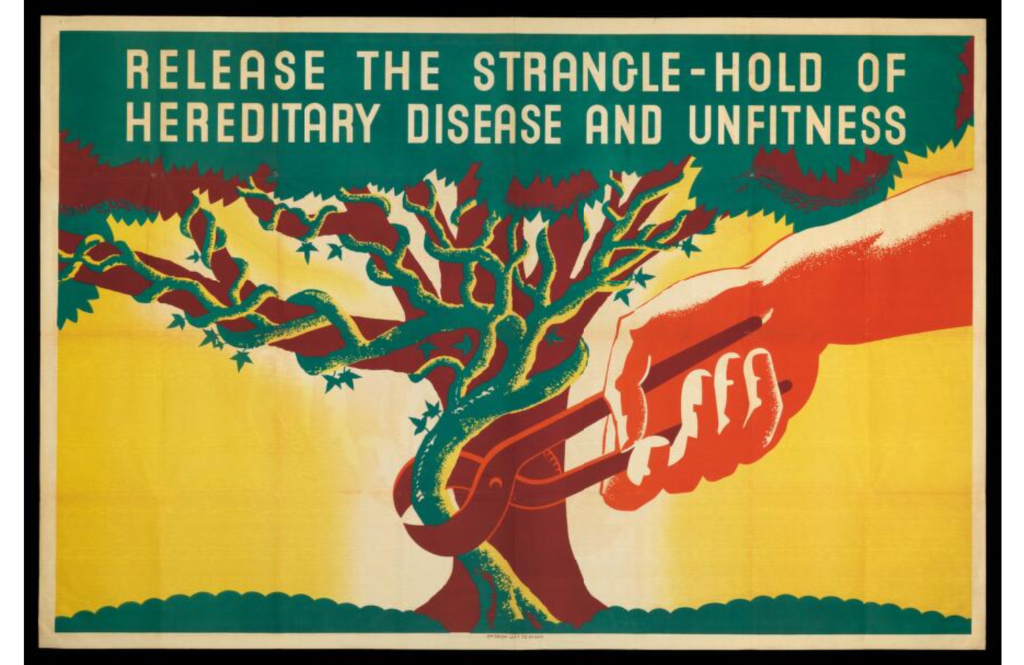 RELEASE THE STRANGLE-HOLD OF
HEREDITARY DISEASE AND UNFITNESS